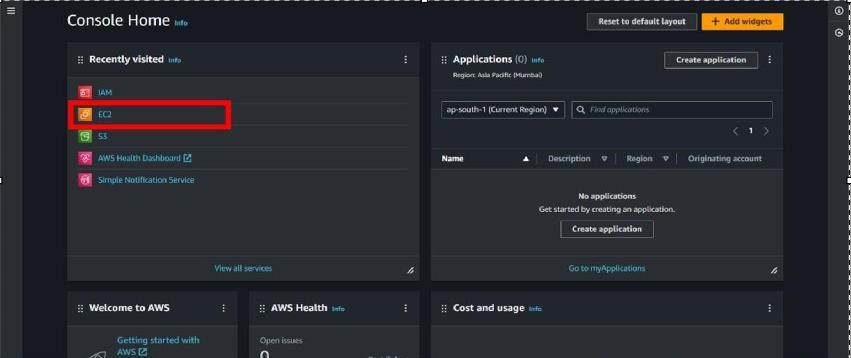 Console Home Info
Reset to default layout
+ Add widgets
Recently visited Info
IAM
EC2
S3
AWS Health Dashboard
Simple Notification Service
View all services
Applications (0) Info
Region: Asia Pacific (Mumbai)
Create application
ap-south-1 (Current Region)
Find applications
1
Name Description Region Originating account
No applications
Get started by creating an application.
Create application
Go to myApplications
Welcome to AWS
Getting started with
AWS
AWS Health Info
Open issues
0
Cost and usage Info